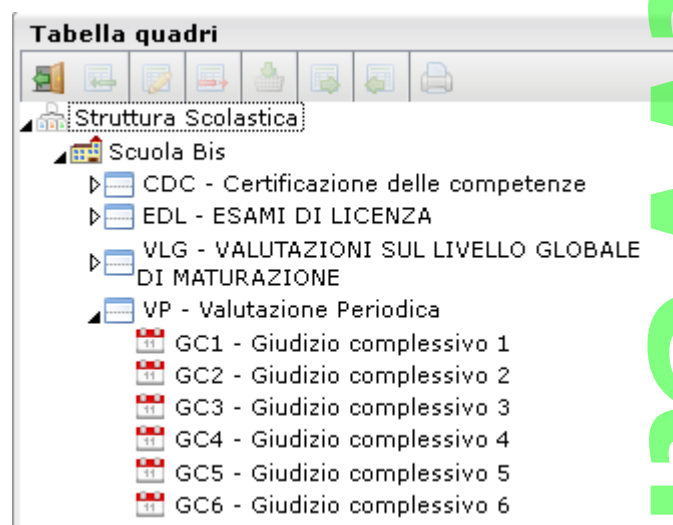 Tabella quadri
Struttura Scolastica
Scuola Bis
CDC - Certificazione delle competenze
EDL - ESAMI DI LICENZA
VLG - VALUTAZIONI SUL LIVELLO GLOBALE
DI MATURAZIONE
VP - Valutazione Periodica
GC1 - Giudizio complessivo 1
GC2 - Giudizio complessivo 2
GC3 - Giudizio complessivo 3
GC4 - Giudizio complessivo 4
GC5 - Giudizio complessivo 5
GC6 - Giudizio complessivo 6